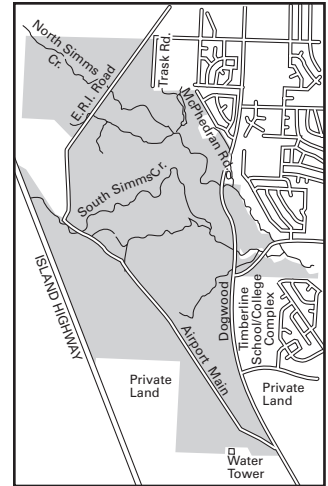 North Simms
Cr.
E.R.I. Road
Trask Rd.
McPhedran Rd.
South Simms Cr.
ISLAND HIGHWAY
Airport Main
Dogwood
Timberline
School/College
Complex
Private
Land
Private
Land
Water
Tower